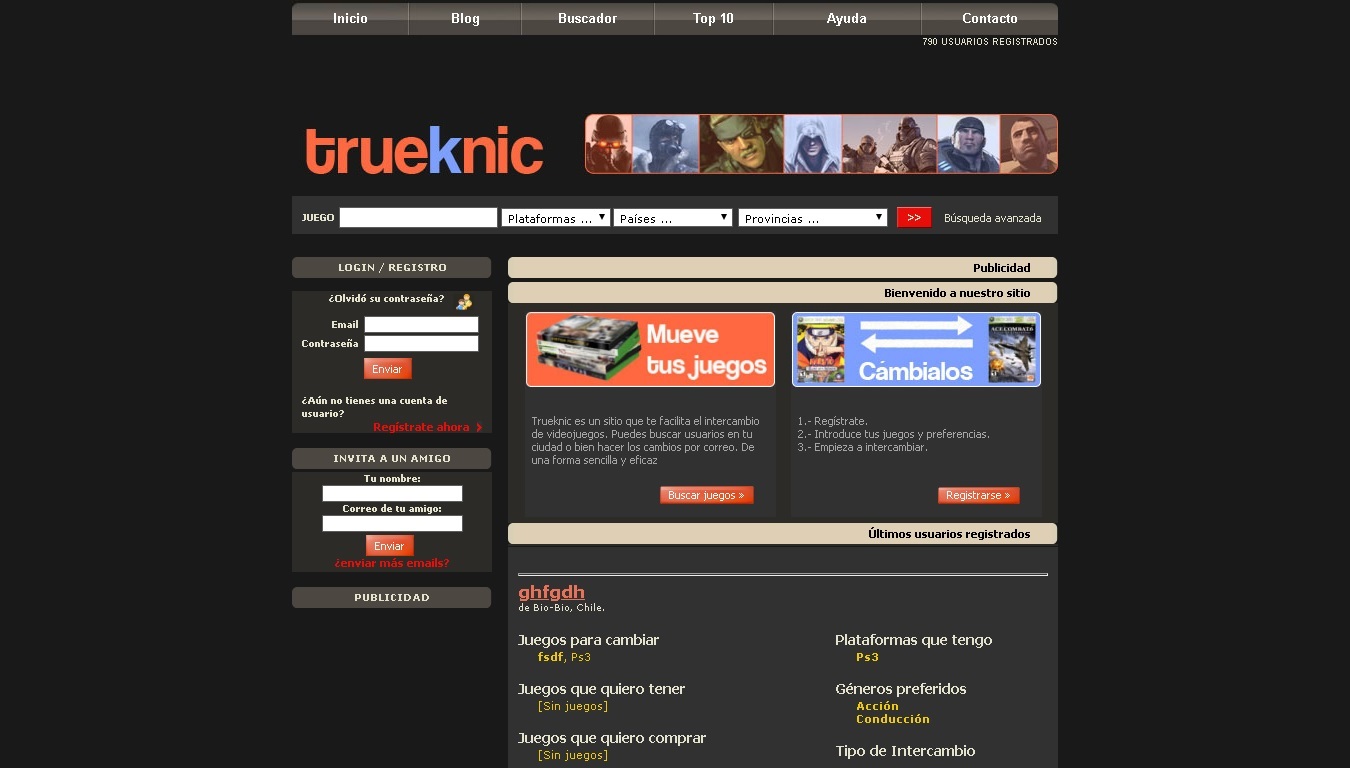 Inicio Blog Buscador Top 10 Ayuda Contacto
790 USUARIOS REGISTRADOS
trueknic
JUEGO Plataformas ... Países ... Provincias ... >> Búsqueda avanzada
LOGIN / REGISTRO
¿Olvidó su contraseña?
Email
Contraseña
Enviar
¿Aún no tienes una cuenta de
usuario?
Regístrate ahora
INVITA A UN AMIGO
Tu nombre:
Correo de tu amigo:
Enviar
¿enviar más emails?
PUBLICIDAD
Publicidad
Bienvenido a nuestro sitio
Mueve
tus juegos
Trueknic es un sitio que te facilita el intercambio
de videojuegos. Puedes buscar usuarios en tu
ciudad o bien hacer los cambios por correo. De
una forma sencilla y eficaz
Buscar juegos »
NARUTO
ACE COMBAT 6
Cámbialos
1.- Regístrate.
2.- Introduce tus juegos y preferencias.
3.- Empieza a intercambiar.
Registrarse »
Últimos usuarios registrados
ghfgdh
de Bio-Bio, Chile.
Juegos para cambiar
fsdf, Ps3
Juegos que quiero tener
[Sin juegos]
Juegos que quiero comprar
[Sin juegos]
Plataformas que tengo
Ps3
Géneros preferidos
Acción
Conducción
Tipo de Intercambio